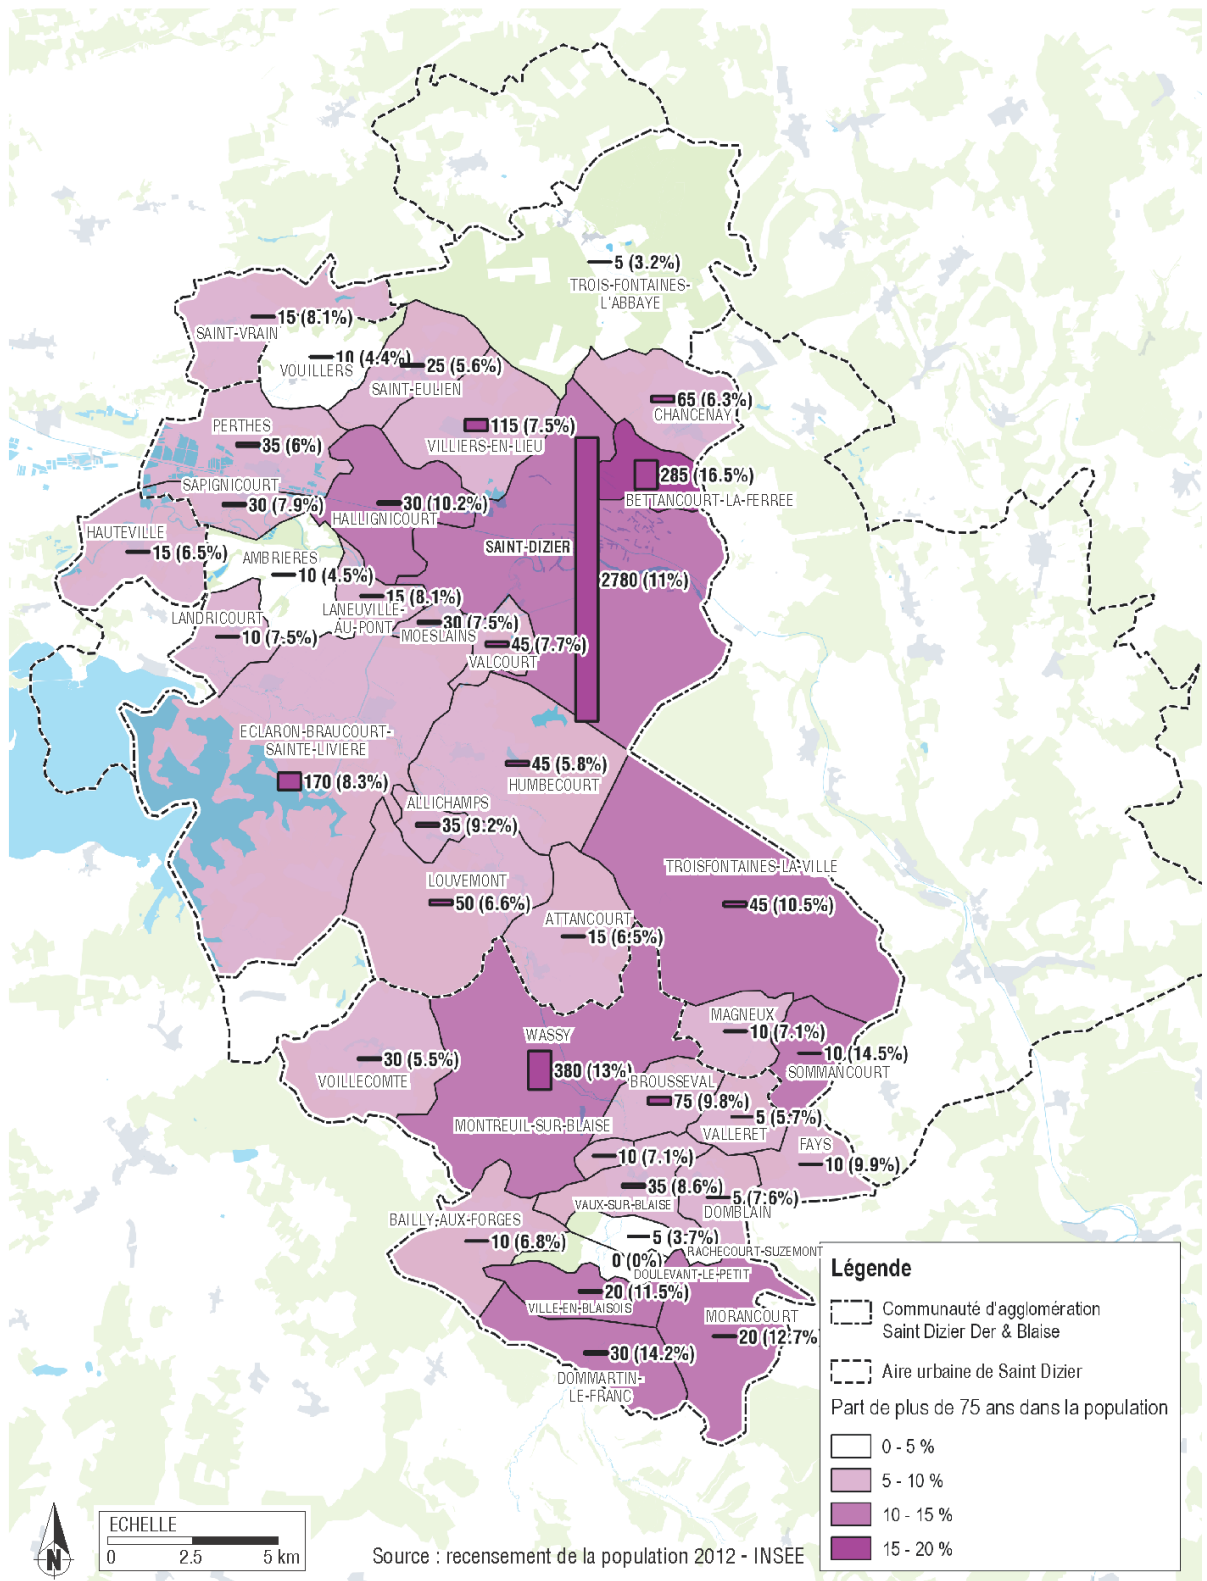 5 (3.2%)
TROIS-FONTAINES-
L'ABBAYE
15 (8.1%)
SAINT-VRAIN
10 (4.4%)
VOUILLERS
25 (5.6%)
SAINT-EULIEN
65 (6.3%)
CHANCENAY
PERTHES
35 (6%)
115 (7.5%)
VILLIERS-EN-LIEU
285 (16.5%)
BETTANCOURT-LA-FERREE
SAPIGNICOURT
30 (7.9%)
30 (10.2%)
HALLIGNICOURT
HAUTEVILLE
15 (6.5%)
SAINT-DIZIER
2780 (11%)
AMBRIERES
10 (4.5%)
15 (8.1%)
LANEUVILLE-
AU-PONT
LANDRICOURT
10 (7.5%)
30 (7.5%)
MOESLAINS
45 (7.7%)
VALCOURT
ECLARON-BRAUCOURT-
SAINTE-LIVIERE
170 (8.3%)
45 (5.8%)
HUMBECOURT
ALLICHAMPS
35 (9.2%)
TROISFONTAINES-LA-VILLE
45 (10.5%)
LOUVEMONT
50 (6.6%)
ATTANCOURT
15 (6.5%)
MAGNEUX
10 (7.1%)
WASSY
380 (13%)
10 (14.5%)
SOMMANCOURT
30 (5.5%)
VOILLECOMTE
BROUSSEVAL
75 (9.8%)
5 (5.7%)
VALLERET
MONTREUIL-SUR-BLAISE
10 (7.1%)
FAYS
10 (9.9%)
35 (8.6%)
VAUX-SUR-BLAISE
5 (7.6%)
DOMBLAIN
BAILLY-AUX-FORGES
10 (6.8%)
5 (3.7%)
RACHECOURT-SUZEMONT
0 (0%)
DOULEVANT-LE-PETIT
20 (11.5%)
VILLE-EN-BLAISOIS
MORANCOURT
20 (12.7%
30 (14.2%)
DOMMARTIN-
LE-FRANC
Légende
Communauté d'agglomération
Saint Dizier Der & Blaise
Aire urbaine de Saint Dizier
Part de plus de 75 ans dans la population
0 - 5 %
5 - 10 %
10 - 15 %
15 - 20 %
N
ECHELLE
0 2.5 5 km
Source : recensement de la population 2012 - INSEE